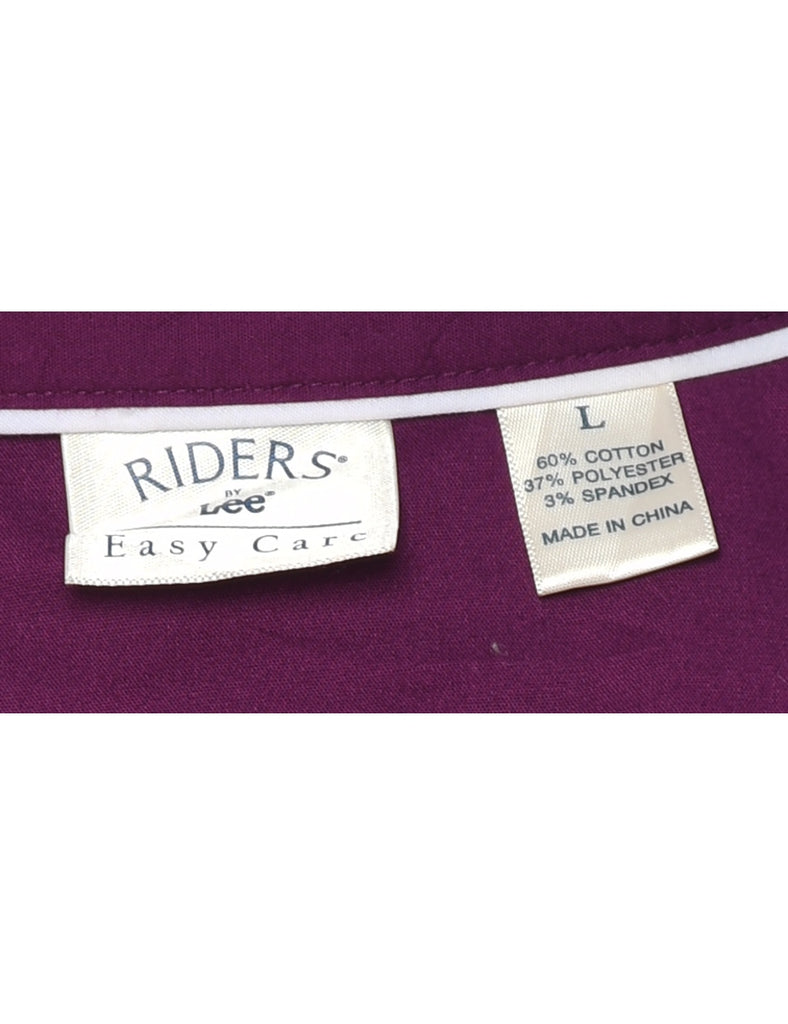 RIDERS®
BY
Lee®
Easy Care
L
60% COTTON
37% POLYESTER
3% SPANDEX
MADE IN CHINA